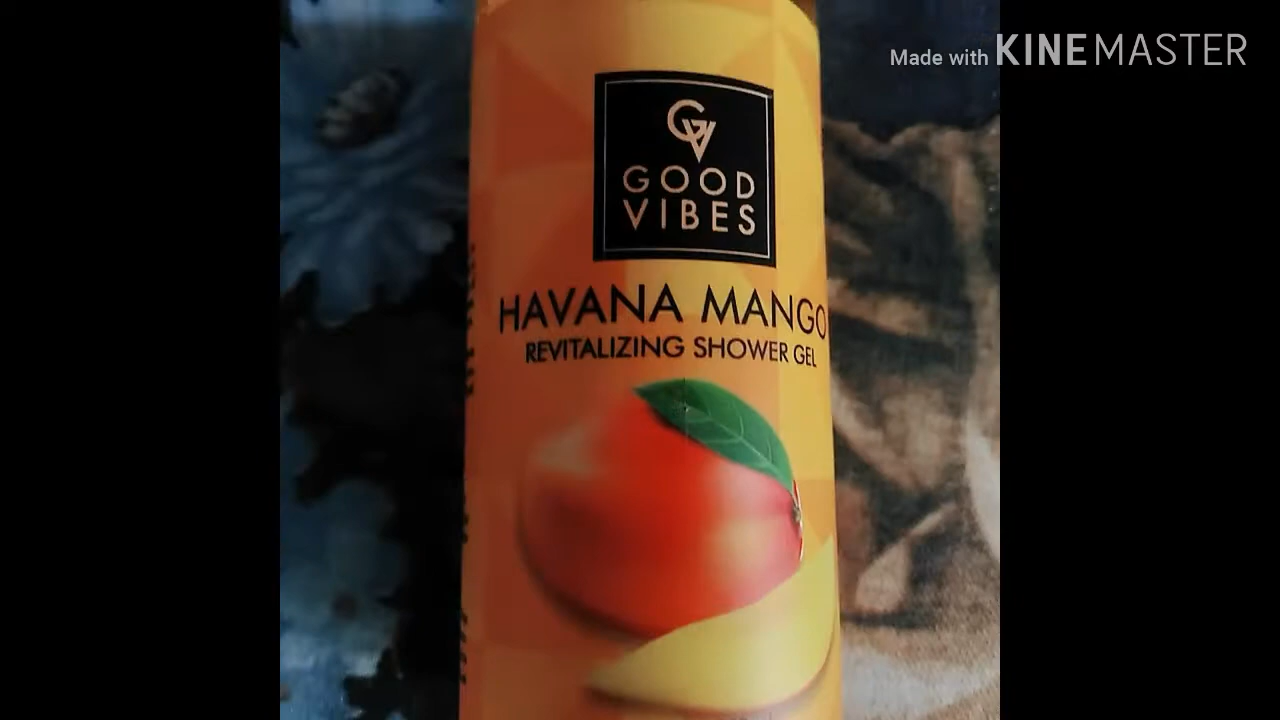 Made with KINEMASTER
GV
GOOD
VIBES
HAVANA MANGO
REVITALIZING SHOWER GEL